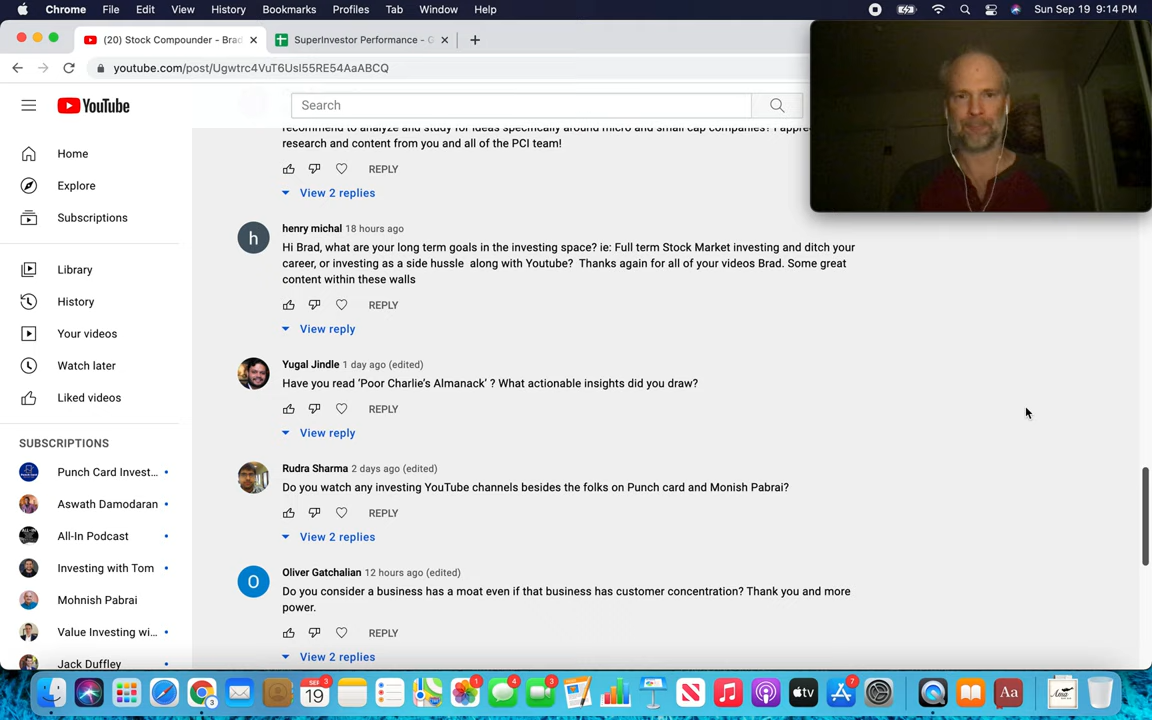 Chrome File Edit View History Bookmarks Profiles Tab Window Help Sun Sep 19 9:14 PM
(20) Stock Compounder - Brad SuperInvestor Performance - G
youtube.com/post/Ugwtrc4VuT6UsI55RE54AaABCQ
YouTube
Search
Home
Explore
Subscriptions
Library
History
Your videos
Watch later
Liked videos
SUBSCRIPTIONS
Punch Card Invest...
Aswath Damodaran
All-In Podcast
Investing with Tom
Mohnish Pabrai
Value Investing wi...
Jack Duffley
recommend to analyze and study for ideas specifically around micro and small cap companies? I
research and content from you and all of the PCI team!
REPLY
View 2 replies
h
henry michal 18 hours ago
Hi Brad, what are your long term goals in the investing space? ie: Full term Stock Market investing and ditch your
career, or investing as a side hussle along with Youtube? Thanks again for all of your videos Brad. Some great
content within these walls
REPLY
View reply
Yugal Jindle 1 day ago (edited)
Have you read ‘Poor Charlie’s Almanack’ ? What actionable insights did you draw?
REPLY
View reply
Rudra Sharma 2 days ago (edited)
Do you watch any investing YouTube channels besides the folks on Punch card and Monish Pabrai?
REPLY
View 2 replies
O
Oliver Gatchalian 12 hours ago (edited)
Do you consider a business has a moat even if that business has customer concentration? Thank you and more
power.
REPLY
View 2 replies
3
SEP
19
3
1
4
3
tv
7
Aa